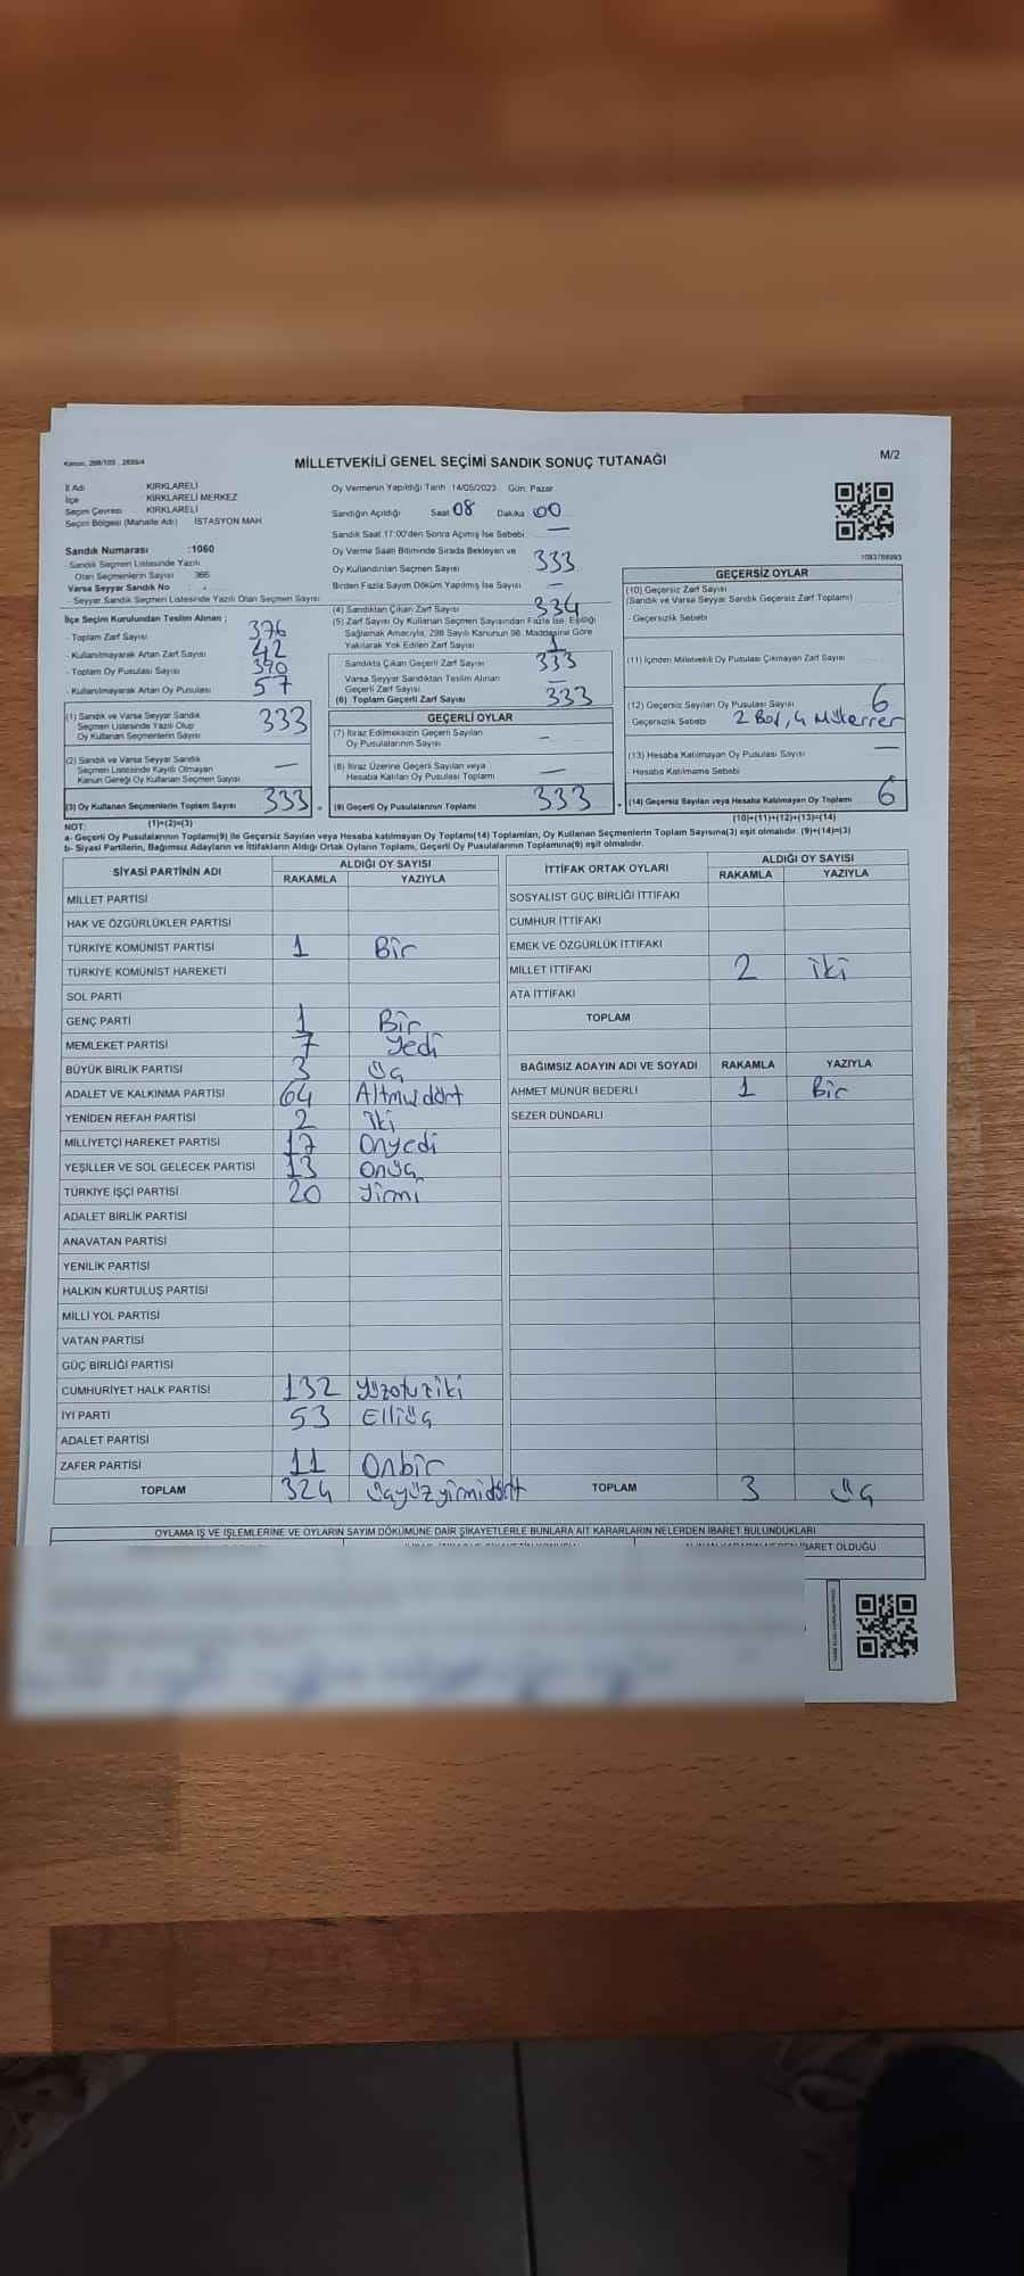 Kanun, 298/105 , 2839/4
MİLLETVEKİLİ GENEL SEÇİMİ SANDIK SONUÇ TUTANAĞI
M/2
İl Adı KIRKLARELİ
İlçe KIRKLARELİ MERKEZ
Seçim Çevresi KIRKLARELİ
Seçim Bölgesi (Mahalle Adı) İSTASYON MAH.
Sandık Numarası :1060
Sandık Seçmen Listesinde Yazılı
Olan Seçmenlerin Sayısı 366
Varsa Seyyar Sandık No -
Seyyar Sandık Seçmen Listesinde Yazılı Olan Seçmen Sayısı
Oy Vermenin Yapıldığı Tarih 14/05/2023 Gün: Pazar
Sandığın Açıldığı Saat 08 Dakika 00
Sandık Saat 17:00'den Sonra Açılmış İse Sebebi —
Oy Verme Saati Bitiminde Sırada Bekleyen ve
Oy Kullandırılan Seçmen Sayısı 333
Birden Fazla Sayım Döküm Yapılmış İse Sayısı —
İlçe Seçim Kurulundan Teslim Alınan ;
- Toplam Zarf Sayısı 376
- Kullanılmayarak Artan Zarf Sayısı 42
- Toplam Oy Pusulası Sayısı 390
- Kullanılmayarak Artan Oy Pusulası 57
(1) Sandık ve Varsa Seyyar Sandık
Seçmen Listesinde Yazılı Olup
Oy Kullanan Seçmenlerin Sayısı 333
(2) Sandık ve Varsa Seyyar Sandık
Seçmen Listesinde Kayıtlı Olmayan
Kanun Gereği Oy Kullanan Seçmen Sayısı —
(3) Oy Kullanan Seçmenlerin Toplam Sayısı 333
(1)+(2)=(3)
(4) Sandıktan Çıkan Zarf Sayısı 334
(5) Zarf Sayısı Oy Kullanan Seçmen Sayısından Fazla İse, Eşitliği
Sağlamak Amacıyla, 298 Sayılı Kanunun 98. Maddesine Göre
Yakılarak Yok Edilen Zarf Sayısı 1
Sandıkta Çıkan Geçerli Zarf Sayısı 333
Varsa Seyyar Sandıktan Teslim Alınan
Geçerli Zarf Sayısı —
(6) Toplam Geçerli Zarf Sayısı 333
GEÇERLİ OYLAR
(7) İtiraz Edilmeksizin Geçerli Sayılan
Oy Pusulasının Sayısı -
(8) İtiraz Üzerine Geçerli Sayılan veya
Hesaba Katılan Oy Pusulası Toplamı —
(9) Geçerli Oy Pusulalarının Toplamı 333
GEÇERSİZ OYLAR
(10) Geçersiz Zarf Sayısı
(Sandık ve Varsa Seyyar Sandık Geçersiz Zarf Toplamı)
- Geçersizlik Sebebi
(11) İçinden Milletvekili Oy Pusulası Çıkmayan Zarf Sayısı
(12) Geçersiz Sayılan Oy Pusulası Sayısı 6
Geçersizlik Sebebi 2 Boş, 4 Mükerrer
(13) Hesaba Katılmayan Oy Pusulası Sayısı —
- Hesaba Katılmama Sebebi
(14) Geçersiz Sayılan veya Hesaba Katılmayan Oy Toplamı 6
(10)+(11)+(12)+(13)=(14)
NOT:
a- Geçerli Oy Pusulalarının Toplamı(9) ile Geçersiz Sayılan veya Hesaba katılmayan Oy Toplamı(14) Toplamları, Oy Kullanan Seçmenlerin Toplam Sayısına(3) eşit olmalıdır. (9)+(14)=(3)
b- Siyasi Partilerin, Bağımsız Adayların ve İttifakların Aldığı Ortak Oyların Toplamı, Geçerli Oy Pusulalarının Toplamına(9) eşit olmalıdır.
SİYASİ PARTİNİN ADI ALDIĞI OY SAYISI
RAKAMLA YAZIYLA
MİLLET PARTİSİ
HAK VE ÖZGÜRLÜKLER PARTİSİ
TÜRKİYE KOMÜNİST PARTİSİ 1 Bir
TÜRKİYE KOMÜNİST HAREKETİ
SOL PARTİ
GENÇ PARTİ 1 Bir
MEMLEKET PARTİSİ 7 Yedi
BÜYÜK BİRLİK PARTİSİ 3 Üç
ADALET VE KALKINMA PARTİSİ 64 Altmışdört
YENİDEN REFAH PARTİSİ 2 İki
MİLLİYETÇİ HAREKET PARTİSİ 17 Onyedi
YEŞİLLER VE SOL GELECEK PARTİSİ 13 Onüç
TÜRKİYE İŞÇİ PARTİSİ 20 Yirmi
ADALET BİRLİK PARTİSİ
ANAVATAN PARTİSİ
YENİLİK PARTİSİ
HALKIN KURTULUŞ PARTİSİ
MİLLİ YOL PARTİSİ
VATAN PARTİSİ
GÜÇ BİRLİĞİ PARTİSİ
CUMHURİYET HALK PARTİSİ 132 Yüzotuziki
İYİ PARTİ 53 Elliüç
ADALET PARTİSİ
ZAFER PARTİSİ 11 Onbir
TOPLAM 324 Üçyüzyirmidört
İTTİFAK ORTAK OYLARI ALDIĞI OY SAYISI
RAKAMLA YAZIYLA
SOSYALİST GÜÇ BİRLİĞİ İTTİFAKI
CUMHUR İTTİFAKI
EMEK VE ÖZGÜRLÜK İTTİFAKI
MİLLET İTTİFAKI 2 iki
ATA İTTİFAKI
TOPLAM
BAĞIMSIZ ADAYIN ADI VE SOYADI RAKAMLA YAZIYLA
AHMET MÜNÜR BEDERLİ 1 Bir
SEZER DÜNDARLI
TOPLAM 3 Üç
OYLAMA İŞ VE İŞLEMLERİNE VE OYLARIN SAYIM DÖKÜMÜNE DAİR ŞİKAYETLERLE BUNLARA AİT KARARLARIN NELERDEN İBARET BULUNDUKLARI
İBARET OLDUĞU